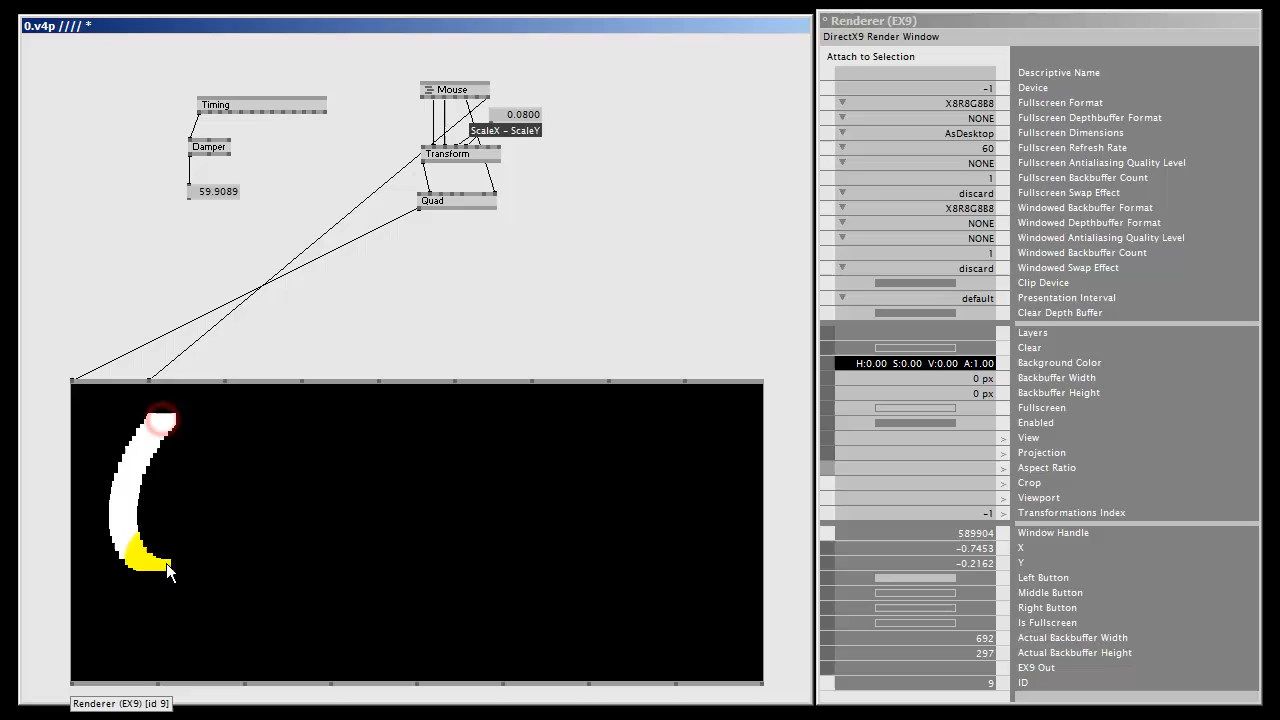 0.v4p //// *
Timing
Damper
59.9089
Mouse
0.0800
ScaleX - ScaleY
Transform
Quad
Renderer (EX9) [id 9]
° Renderer (EX9)
DirectX9 Render Window
Attach to Selection
Descriptive Name
-1 Device
X8R8G8B8 Fullscreen Format
NONE Fullscreen Depthbuffer Format
AsDesktop Fullscreen Dimensions
60 Fullscreen Refresh Rate
NONE Fullscreen Antialiasing Quality Level
1 Fullscreen Backbuffer Count
discard Fullscreen Swap Effect
X8R8G8B8 Windowed Backbuffer Format
NONE Windowed Depthbuffer Format
NONE Windowed Antialiasing Quality Level
1 Windowed Backbuffer Count
discard Windowed Swap Effect
Clip Device
default Presentation Interval
Clear Depth Buffer
Layers
Clear
H:0.00 S:0.00 V:0.00 A:1.00 Background Color
0 px Backbuffer Width
0 px Backbuffer Height
Fullscreen
Enabled
> View
> Projection
> Aspect Ratio
> Crop
> Viewport
-1 > Transformations Index
589904 Window Handle
-0.7453 X
-0.2162 Y
Left Button
Middle Button
Right Button
Is Fullscreen
692 Actual Backbuffer Width
297 Actual Backbuffer Height
EX9 Out
9 ID